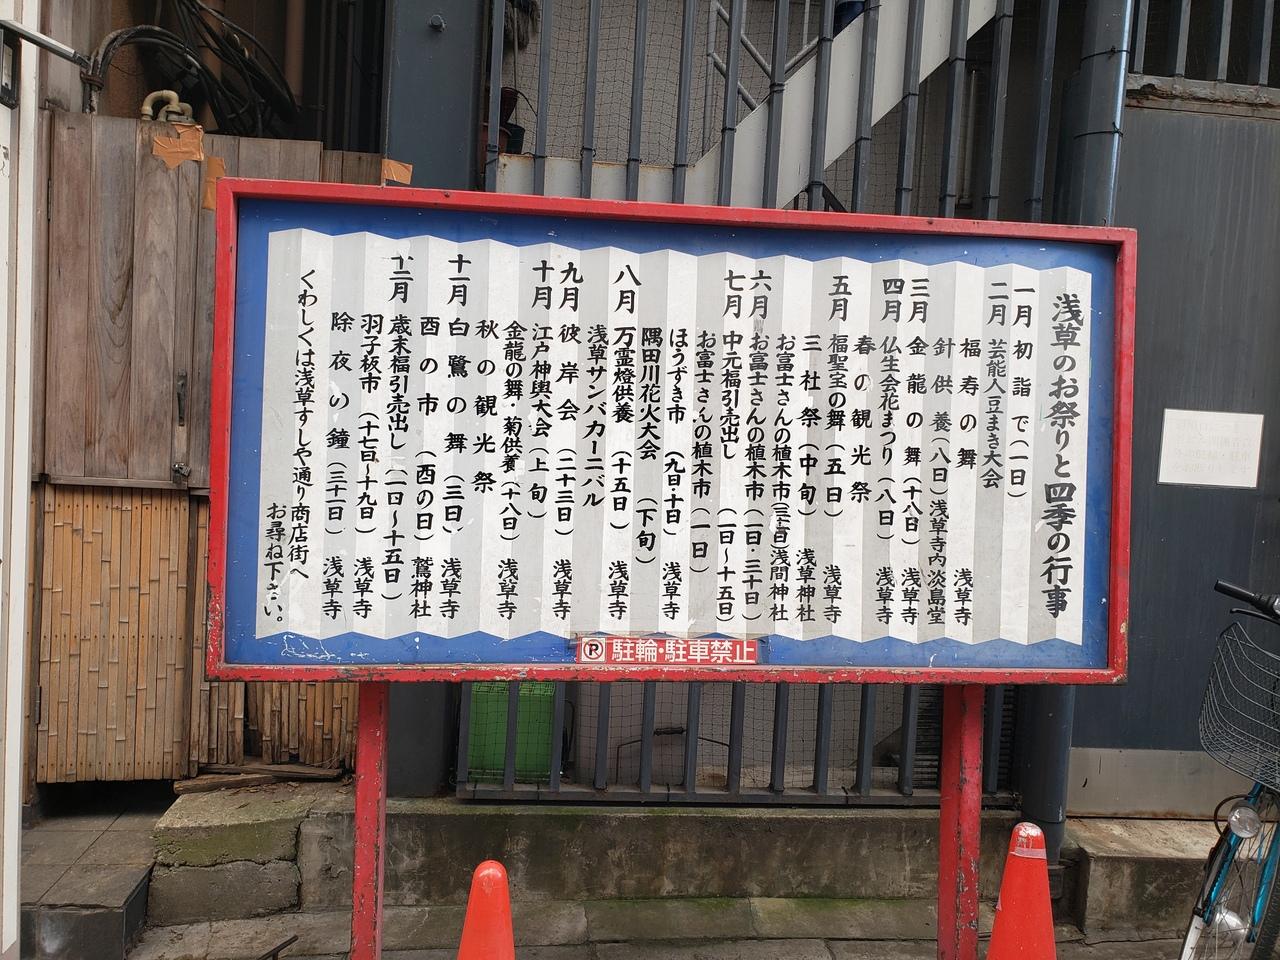 浅草のお祭りと四季の行事
一月 初詣で(一日)
二月 芸能人豆まき大会
福寿の舞 浅草寺
針供養(八日)浅草寺内淡島堂
三月 金龍の舞(十八日) 浅草寺
四月 仏生会花まつり(八日) 浅草寺
春の観光祭
五月 福聖宝の舞(五日) 浅草寺
三社祭(中旬) 浅草神社
お富士さんの植木市(三十一日)浅間神社
六月 お富士さんの植木市(一日・三十日)
七月 中元福引売出し(一日〜十五日)
お富士さんの植木市(一日)
ほうずき市(九日・十日) 浅草寺
隅田川花火大会(下旬)
八月 万霊燈供養(十五日) 浅草寺
浅草サンバカーニバル
九月 彼岸会(二十三日) 浅草寺
十月 江戸神輿大会(上旬)
金龍の舞・菊供養(十八日) 浅草寺
秋の観光祭
十一月 白鷺の舞(三日) 浅草寺
酉の市(酉の日) 鷲神社
十二月 歳末福引売出し(一日〜十五日)
羽子板市(十七日〜十九日) 浅草寺
除夜の鐘(三十日) 浅草寺
くわしくは浅草すしや通り商店街へ
お尋ね下さい。
駐輪・駐車禁止